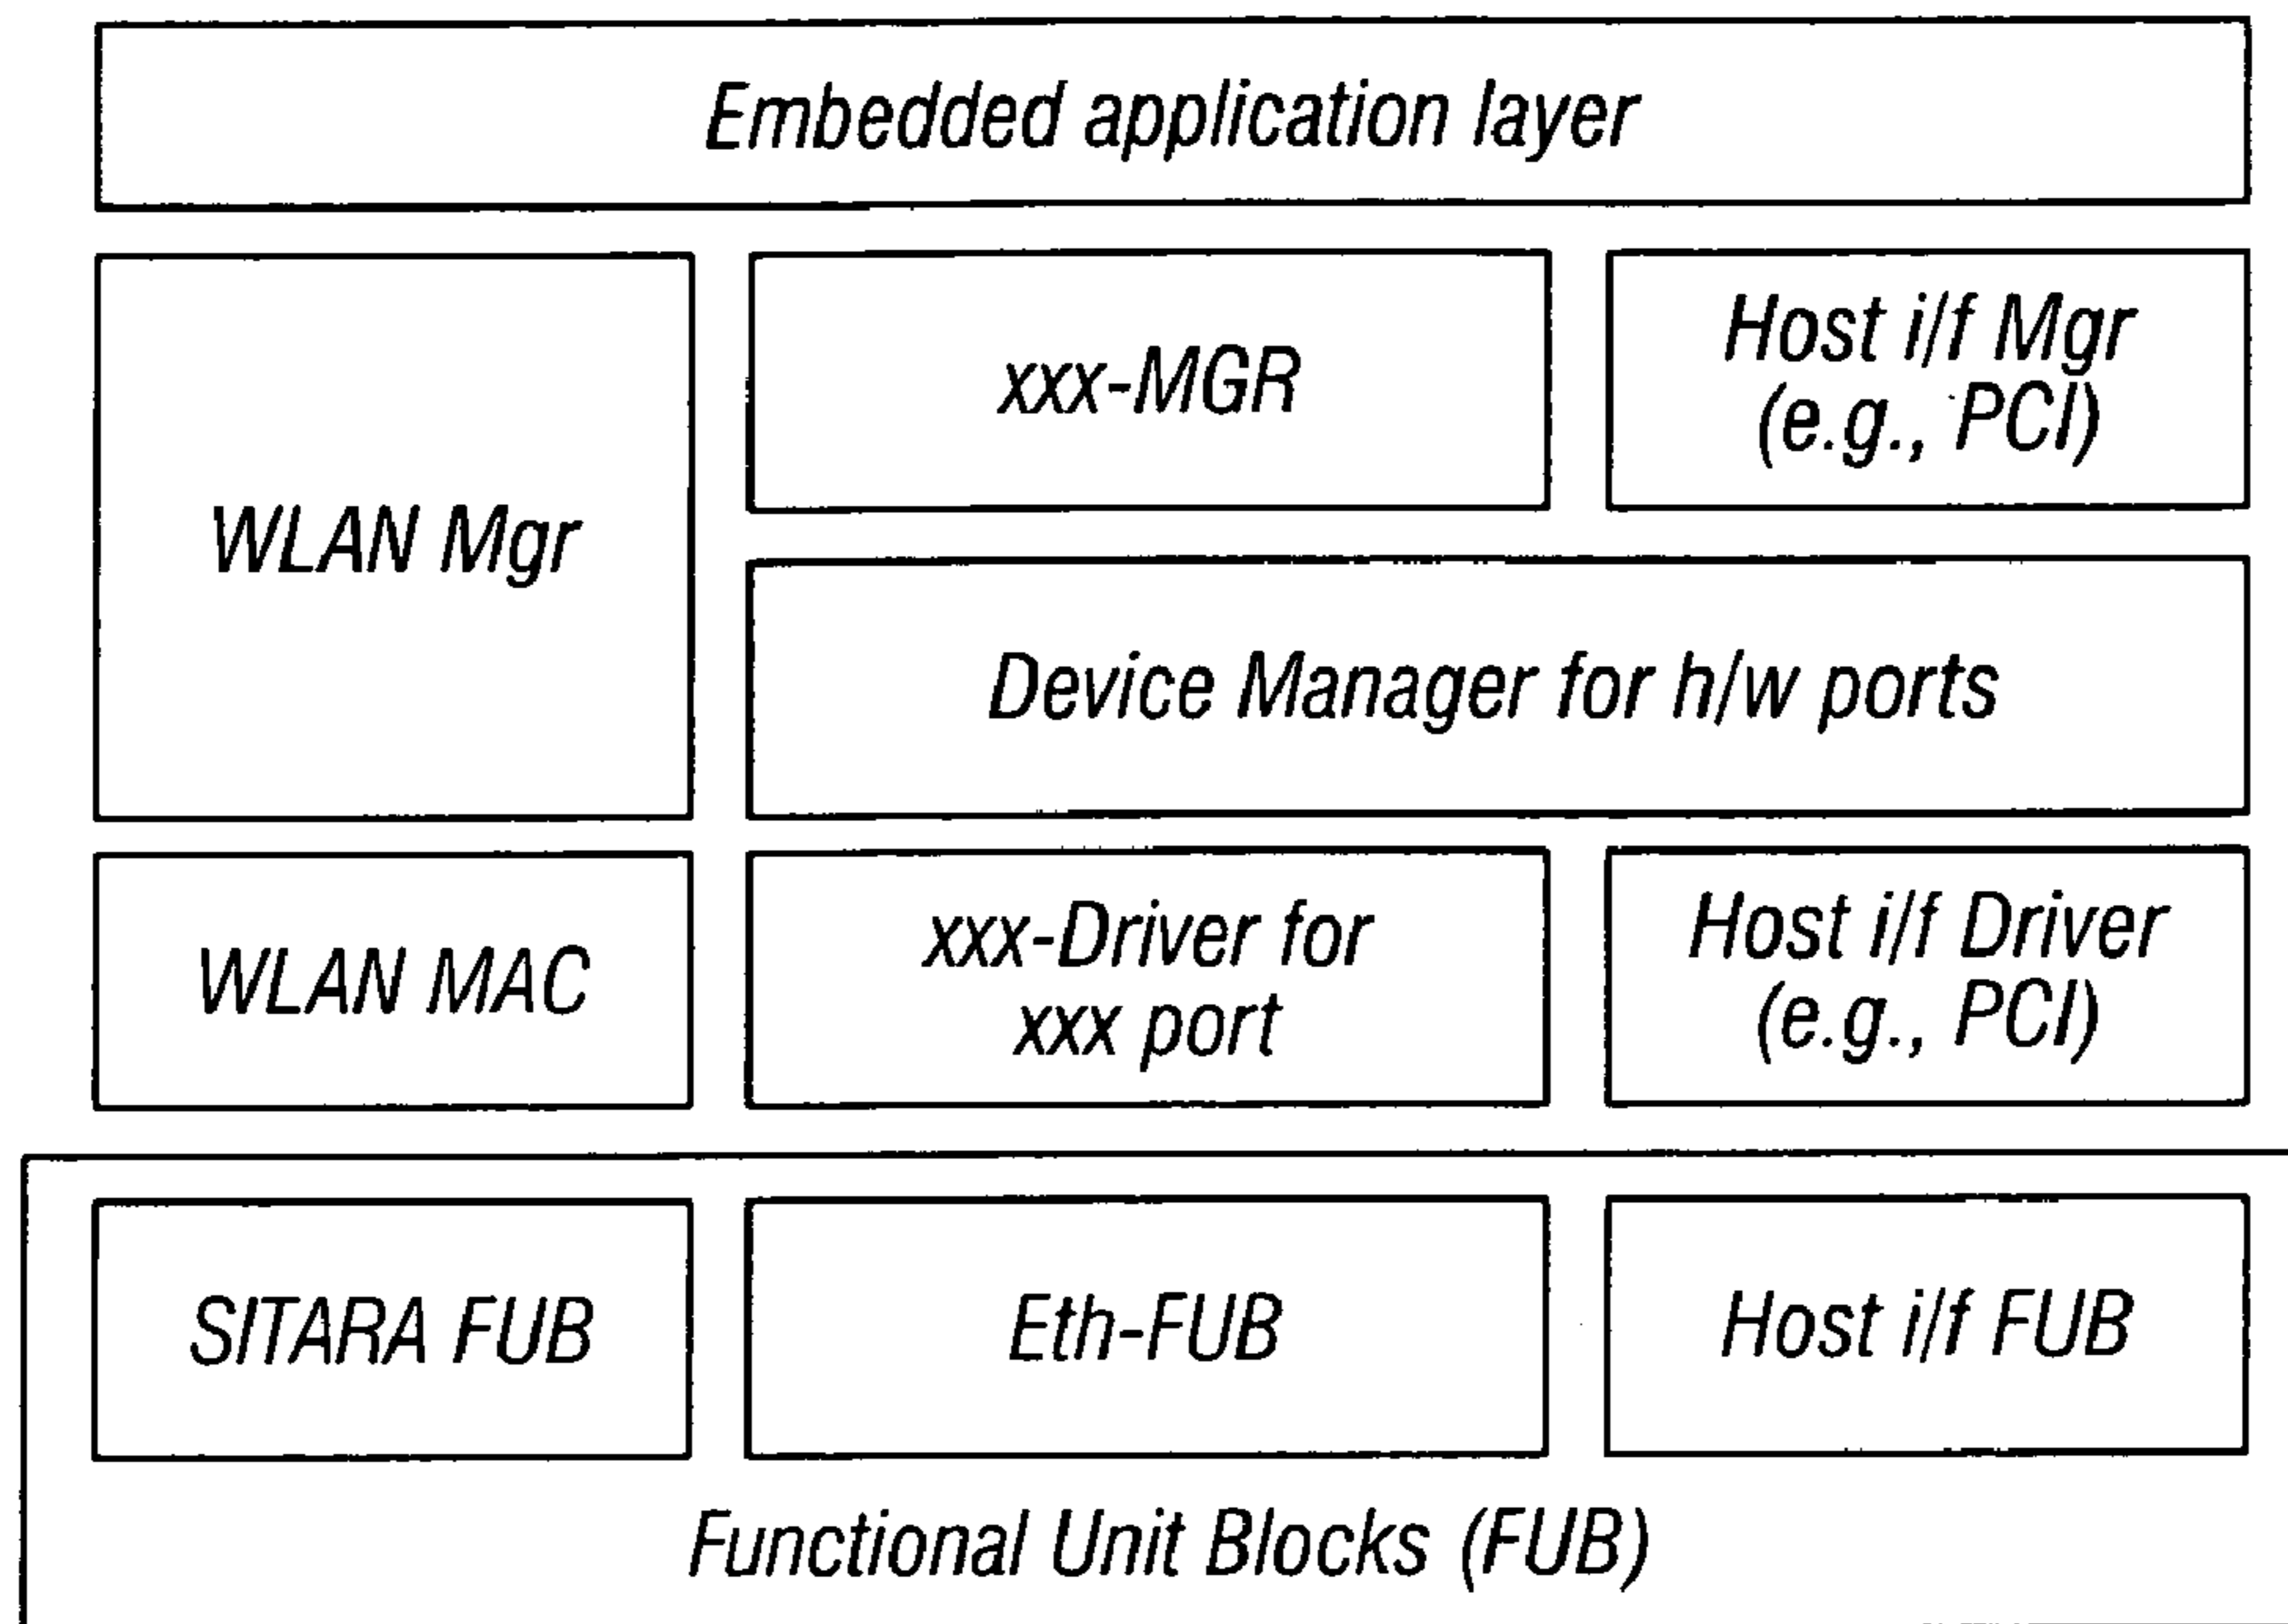 Embedded application layer
WLAN Mgr
xxx-MGR
Host i/f Mgr
(e.g., PCI)
Device Manager for h/w ports
WLAN MAC
xxx-Driver for
xxx port
Host i/f Driver
(e.g., PCI)
SITARA FUB
Eth-FUB
Host i/f FUB
Functional Unit Blocks (FUB)